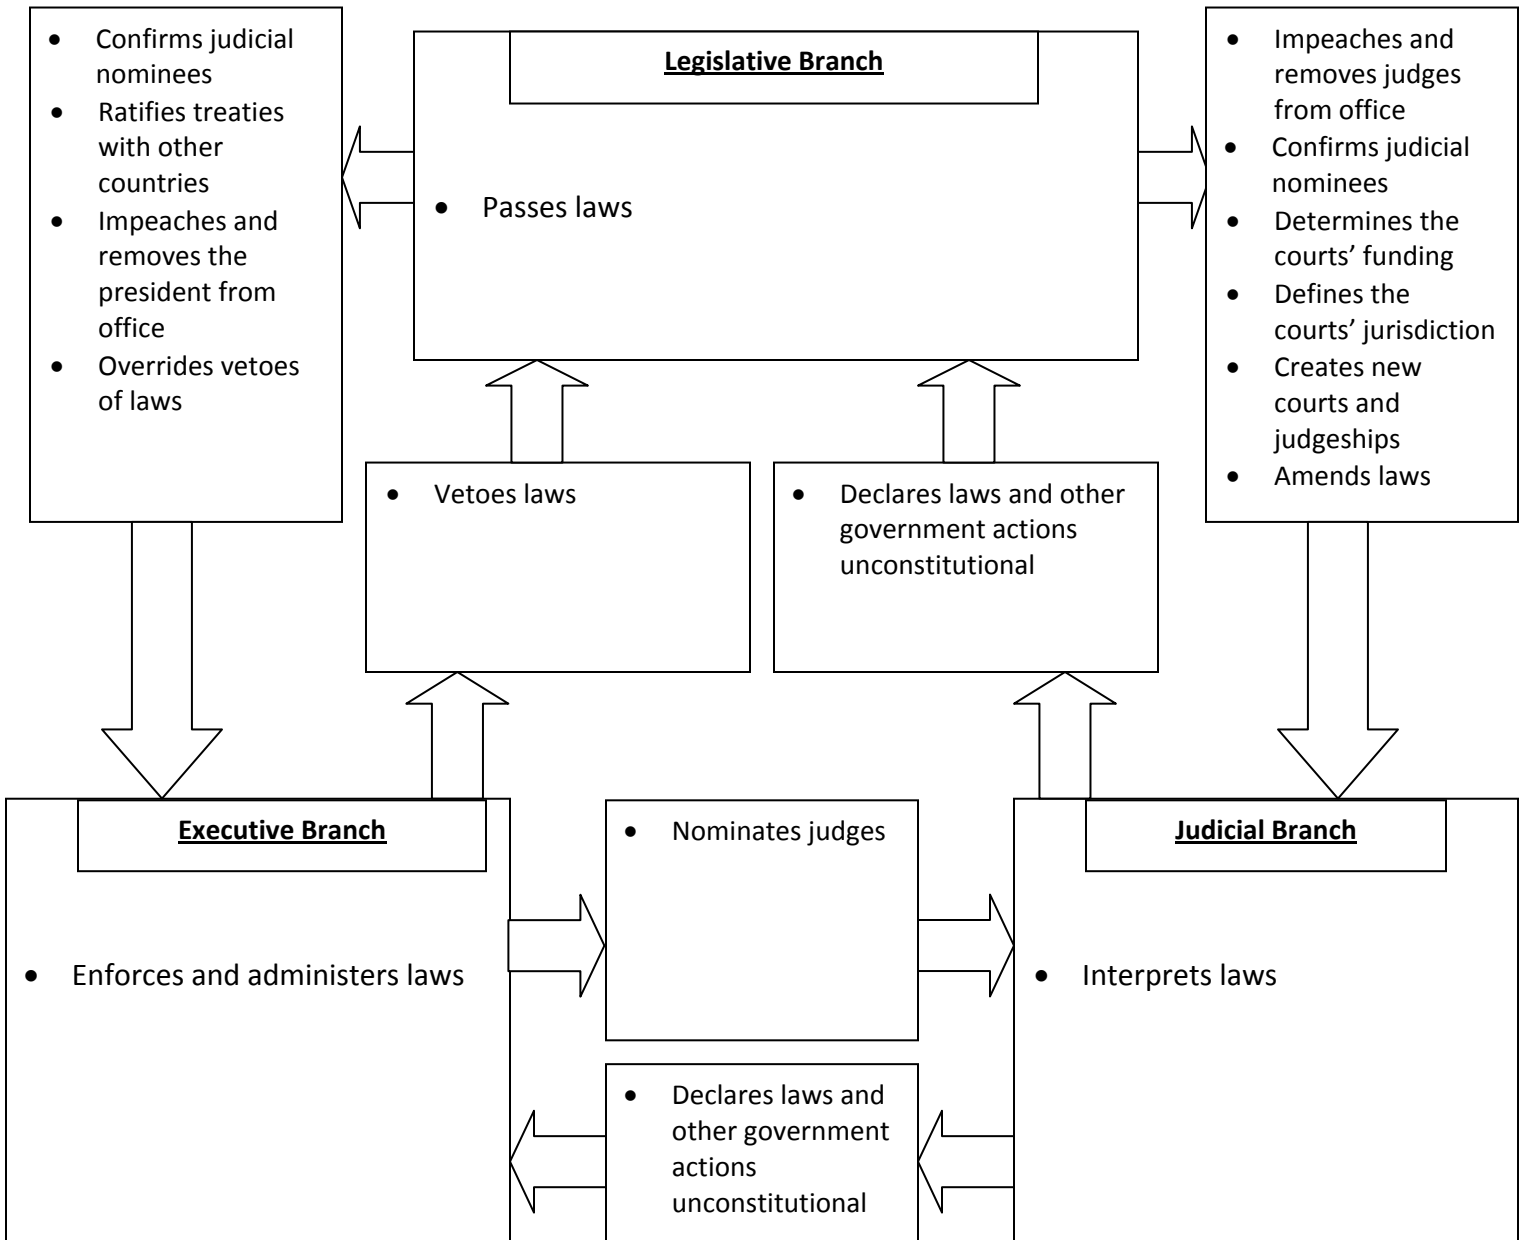 • Confirms judicial
nominees
• Ratifies treaties
with other
countries
• Impeaches and
removes the
president from
office
• Overrides vetoes
of laws
Legislative Branch
• Passes laws
• Impeaches and
removes judges
from office
• Confirms judicial
nominees
• Determines the
courts’ funding
• Defines the
courts’ jurisdiction
• Creates new
courts and
judgeships
• Amends laws
• Vetoes laws
• Declares laws and other
government actions
unconstitutional
Executive Branch
• Enforces and administers laws
• Nominates judges
Judicial Branch
• Interprets laws
• Declares laws and
other government
actions
unconstitutional